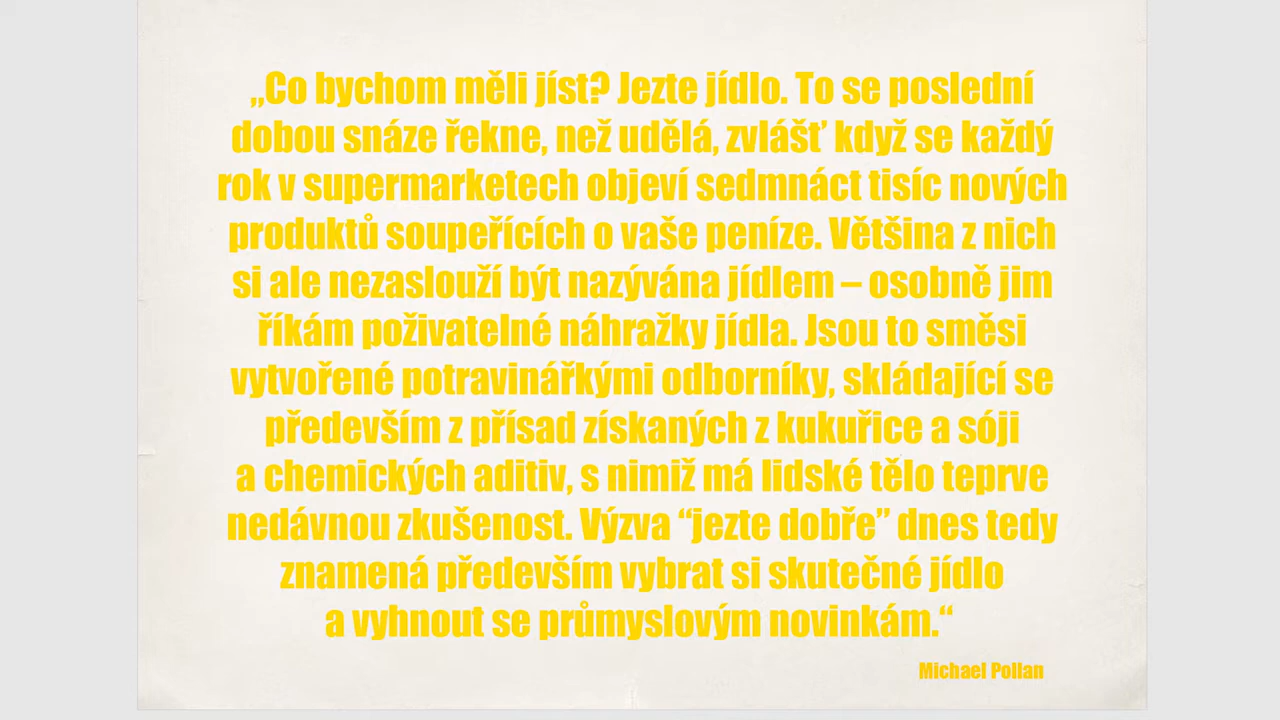 „Co bychom měli jíst? Jezte jídlo. To se poslední
dobou snáze řekne, než udělá, zvlášť když se každý
rok v supermarketech objeví sedmnáct tisíc nových
produktů soupeřících o vaše peníze. Většina z nich
si ale nezaslouží být nazývána jídlem – osobně jim
říkám poživatelné náhražky jídla. Jsou to směsi
vytvořené potravinářkými odborníky, skládající se
především z přísad získaných z kukuřice a sóji
a chemických aditiv, s nimiž má lidské tělo teprve
nedávnou zkušenost. Výzva “jezte dobře” dnes tedy
znamená především vybrat si skutečné jídlo
a vyhnout se průmyslovým novinkám.“
Michael Pollan